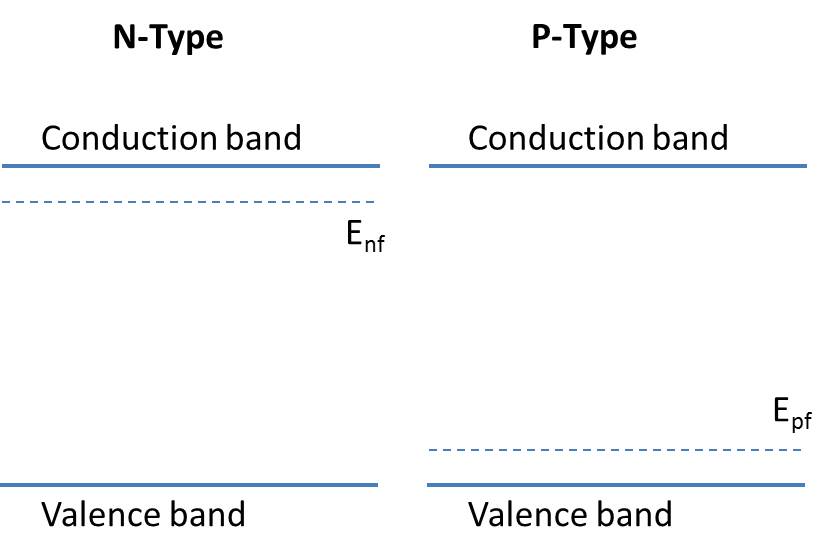 N-Type
P-Type
Conduction band
Conduction band
Enf
Epf
Valence band
Valence band